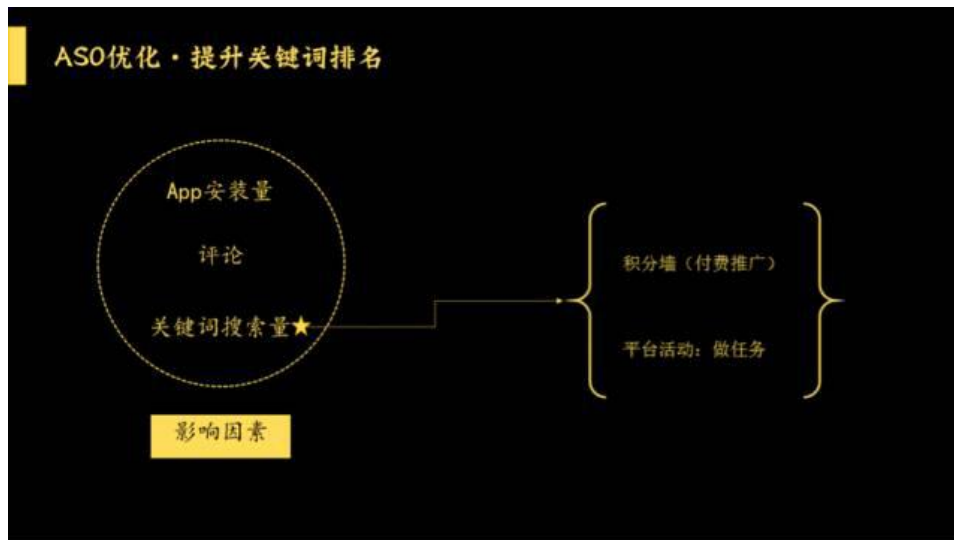 ASO优化·提升关键词排名
App安装量
评论
关键词搜索量★
影响因素
积分墙（付费推广）
平台活动：做任务